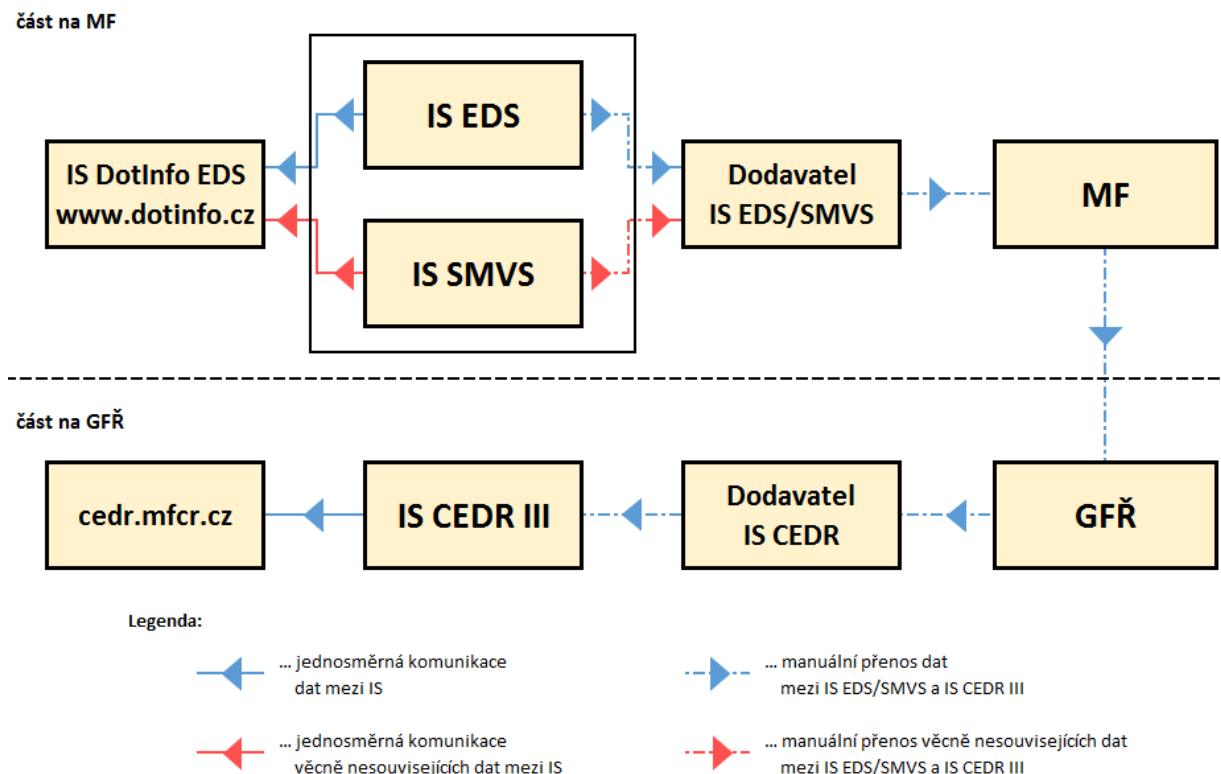 část na MF
IS EDS
IS DotInfo EDS
www.dotinfo.cz
Dodavatel
IS EDS/SMVS
MF
IS SMVS
část na GFŘ
cedr.mfcr.cz
IS CEDR III
Dodavatel
IS CEDR
GFŘ
Legenda:
... jednosměrná komunikace
dat mezi IS
... manuální přenos dat
mezi IS EDS/SMVS a IS CEDR III
... jednosměrná komunikace
věcně nesouvisejících dat mezi IS
... manuální přenos věcně nesouvisejících dat
mezi IS EDS/SMVS a IS CEDR III